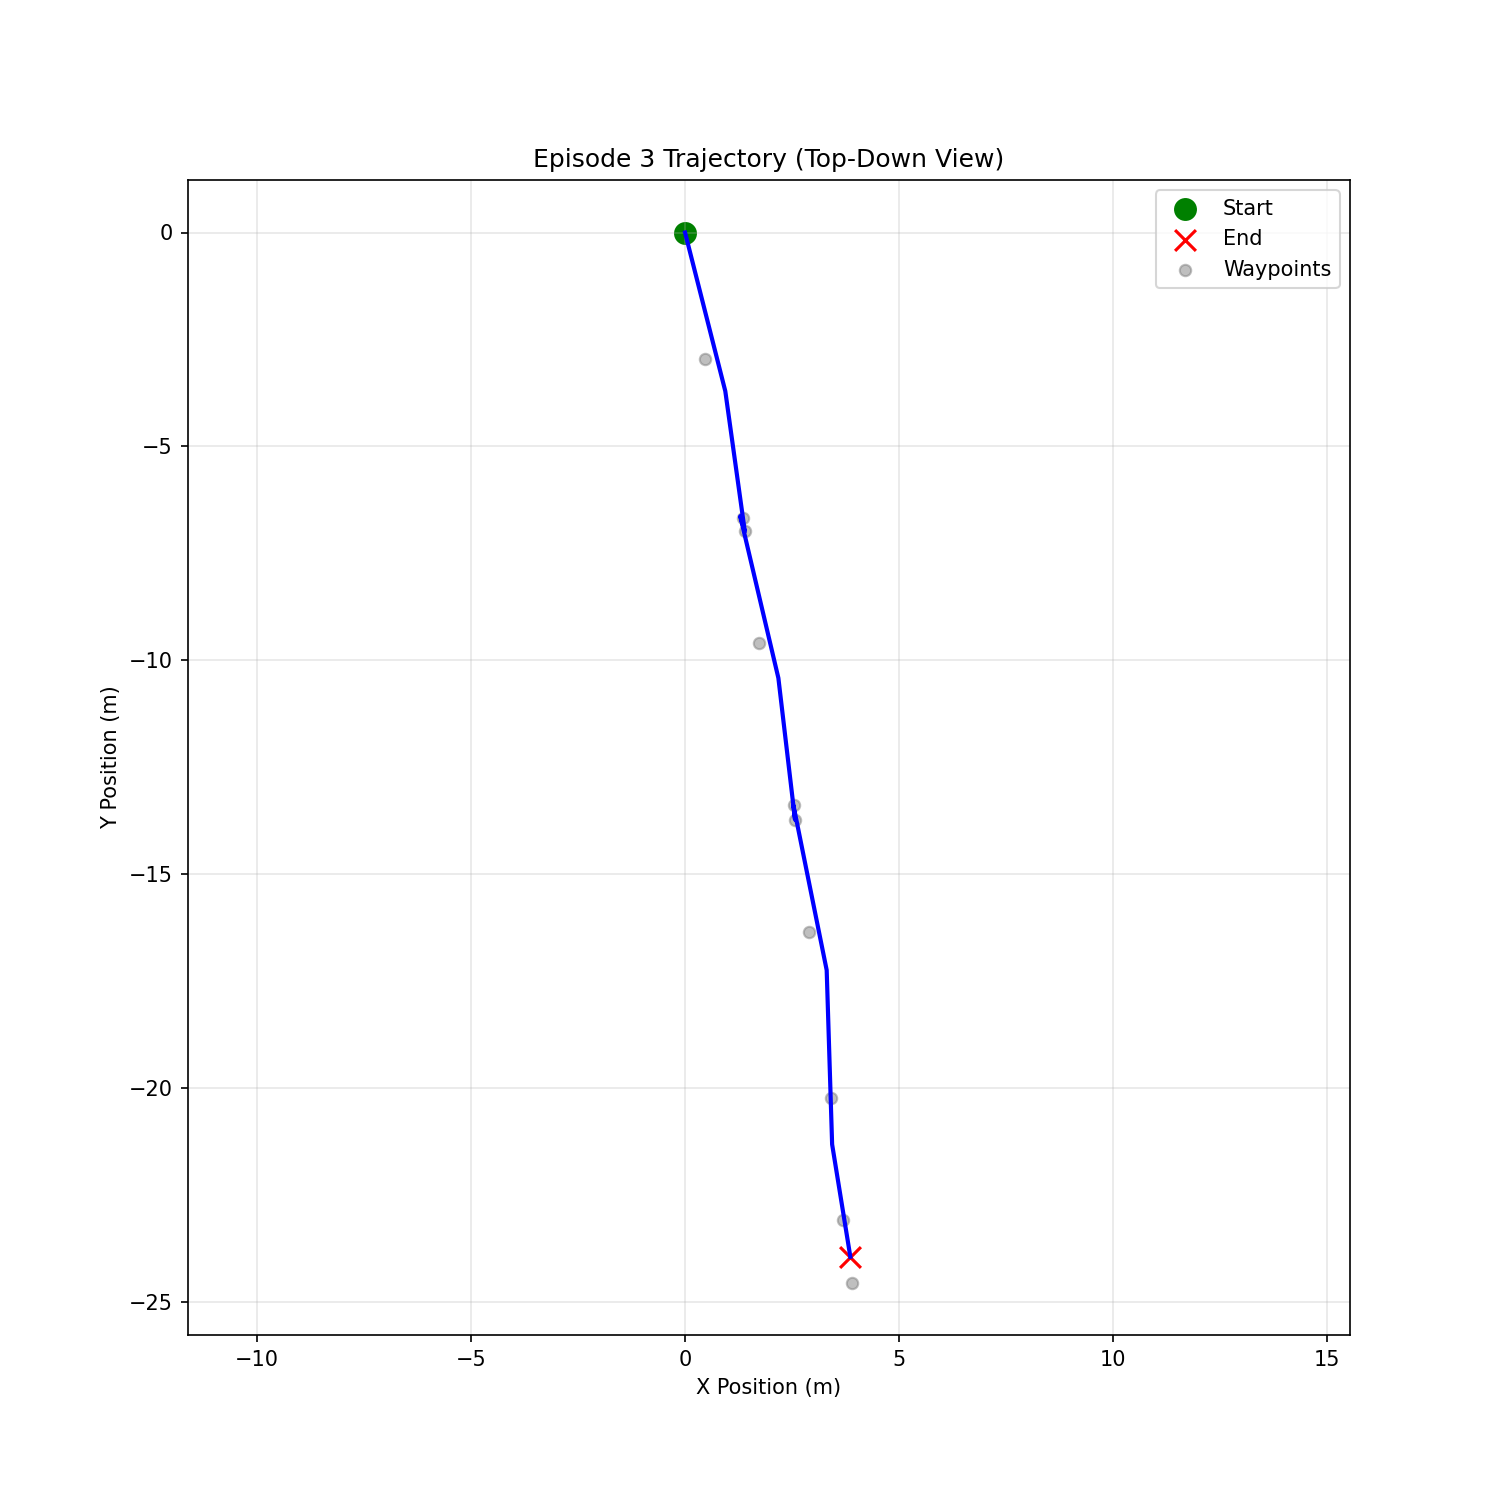 Episode 3 Trajectory (Top-Down View)
Start
End
Waypoints
0
−5
−10
−15
−20
−25
Y Position (m)
−10
−5
0
5
10
15
X Position (m)